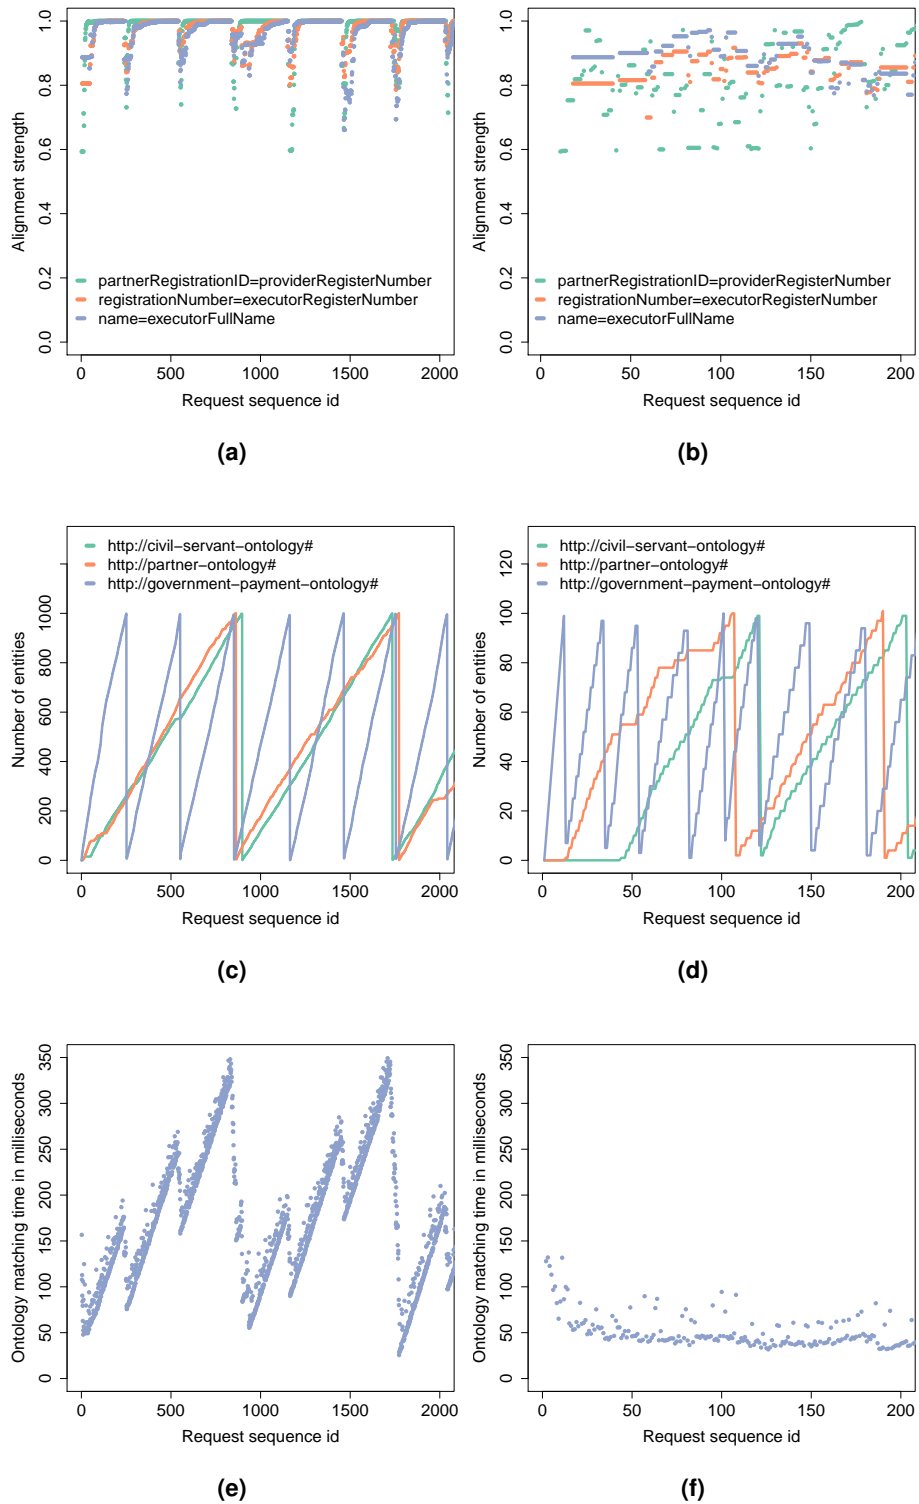 1.0
0.8
0.6
0.4
0.2
0.0
Alignment strength
partnerRegistrationID=providerRegisterNumber
registrationNumber=executorRegisterNumber
name=executorFullName
0 500 1000 1500 2000
Request sequence id
(a)
1.0
0.8
0.6
0.4
0.2
0.0
Alignment strength
partnerRegistrationID=providerRegisterNumber
registrationNumber=executorRegisterNumber
name=executorFullName
0 50 100 150 200
Request sequence id
(b)
http://civil−servant−ontology#
http://partner−ontology#
http://government−payment−ontology#
1000
800
600
400
200
0
Number of entities
0 500 1000 1500 2000
Request sequence id
(c)
http://civil−servant−ontology#
http://partner−ontology#
http://government−payment−ontology#
120
100
80
60
40
20
0
Number of entities
0 50 100 150 200
Request sequence id
(d)
350
300
250
200
150
100
50
0
Ontology matching time in milliseconds
0 500 1000 1500 2000
Request sequence id
(e)
350
300
250
200
150
100
50
0
Ontology matching time in milliseconds
0 50 100 150 200
Request sequence id
(f)